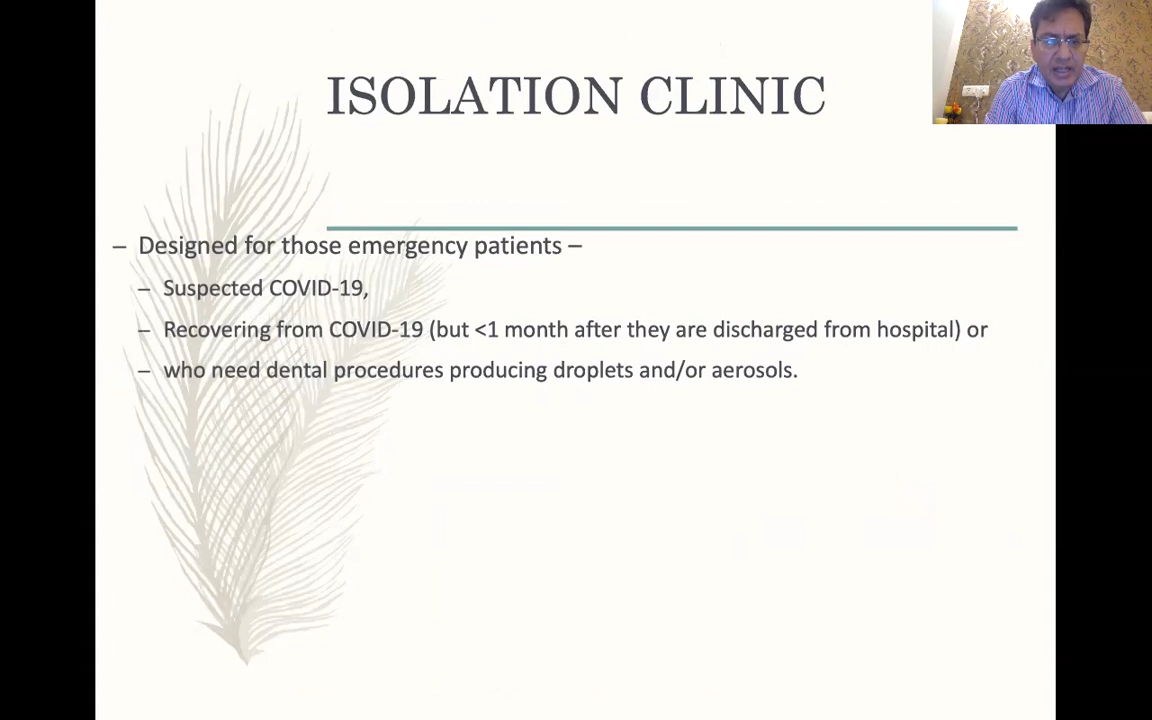 ISOLATION CLINIC
– Designed for those emergency patients –
– Suspected COVID-19,
– Recovering from COVID-19 (but <1 month after they are discharged from hospital) or
– who need dental procedures producing droplets and/or aerosols.